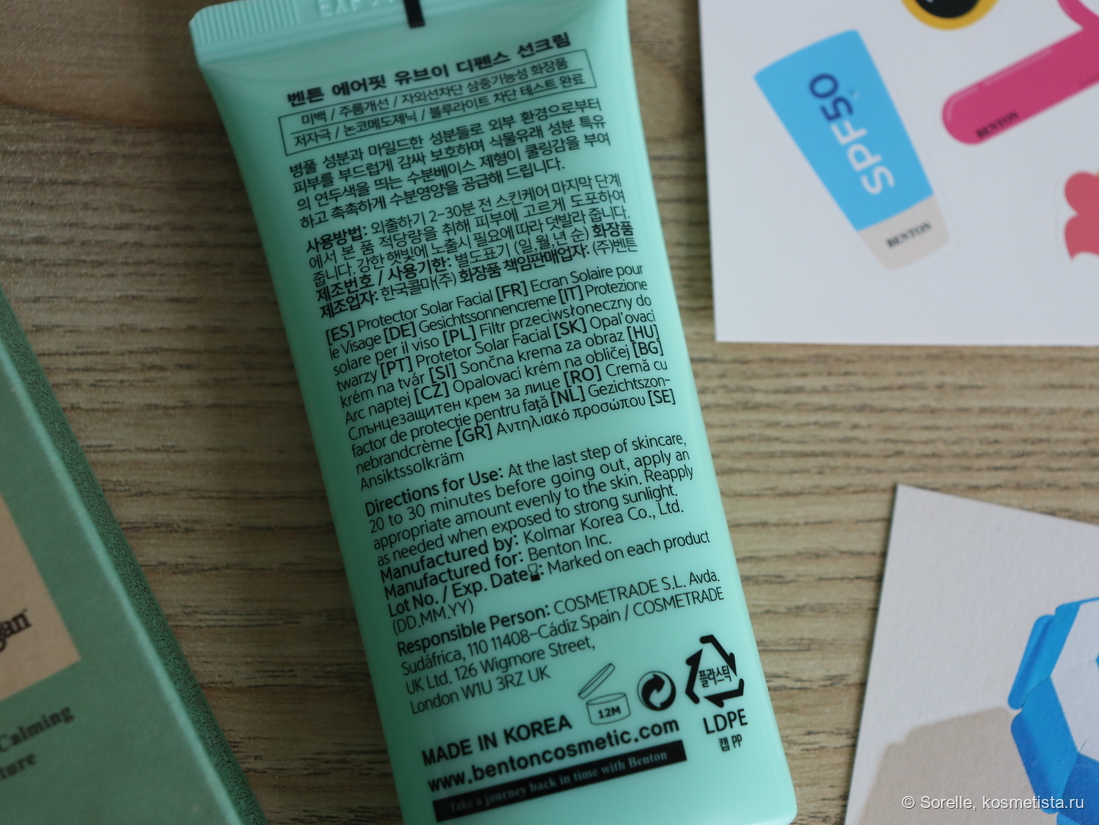 벤튼 에어핏 유브이 디펜스 선크림
미백 / 주름개선 / 자외선차단 삼중기능성 화장품
저자극 / 논코메도제닉 / 블루라이트 차단 테스트 완료
병풀 성분과 마일드한 성분들로 외부 환경으로부터
피부를 부드럽게 감싸 보호하며 식물유래 성분 특유
의 연두색을 띄는 수분베이스 제형이 쿨링감을 부여
하고 촉촉하게 수분영양을 공급해 드립니다.
사용방법: 외출하기 2-30분 전 스킨케어 마지막 단계
에서 본 품 적당량을 취해 피부에 고르게 도포하여
줍니다. 강한 햇빛에 노출시 필요에 따라 덧발라 줍니다.
제조번호 / 사용기한: 별도표기 (일,월,년 순) 화장품
제조업자: 한국콜마(주) 화장품 책임판매업자: (주)벤트
[ES] Protector Solar Facial [FR] Ecran Solaire pour
le Visage [DE] Gesichtssonnencreme [IT] Protezione
solare per il viso [PL] Filtr przeciwsłoneczny do
twarzy [PT] Protetor Solar Facial [SK] Opal'ovací
krém na tvár [SI] Sončna krema za obraz [HU]
Arc naptej [CZ] Opalovací krém na obličej [BG]
Слънцезащитен крем за лице [RO] Cremă cu
factor de protecție pentru față [NL] Gezichtszon-
nebrandcrème [GR] Αντηλιακό προσώπου [SE]
Ansiktssolkräm
Directions for Use: At the last step of skincare,
20 to 30 minutes before going out, apply an
appropriate amount evenly to the skin. Reapply
as needed when exposed to strong sunlight.
Manufactured by: Kolmar Korea Co., Ltd.
Manufactured for: Benton Inc.
Lot No. / Exp. Date: Marked on each product
(DD.MM.YY)
Responsible Person: COSMETRADE S.L. Avda.
Sudáfrica, 110 11408-Cádiz Spain / COSMETRADE
UK Ltd. 126 Wigmore Street,
London W1U 3RZ UK
12M
플라스틱
LDPE
캡 PP
MADE IN KOREA
www.bentoncosmetic.com
Take a journey back in time with Benton
SPF50
BENTON
BENTON
Calming
© Sorelle, kosmetista.ru